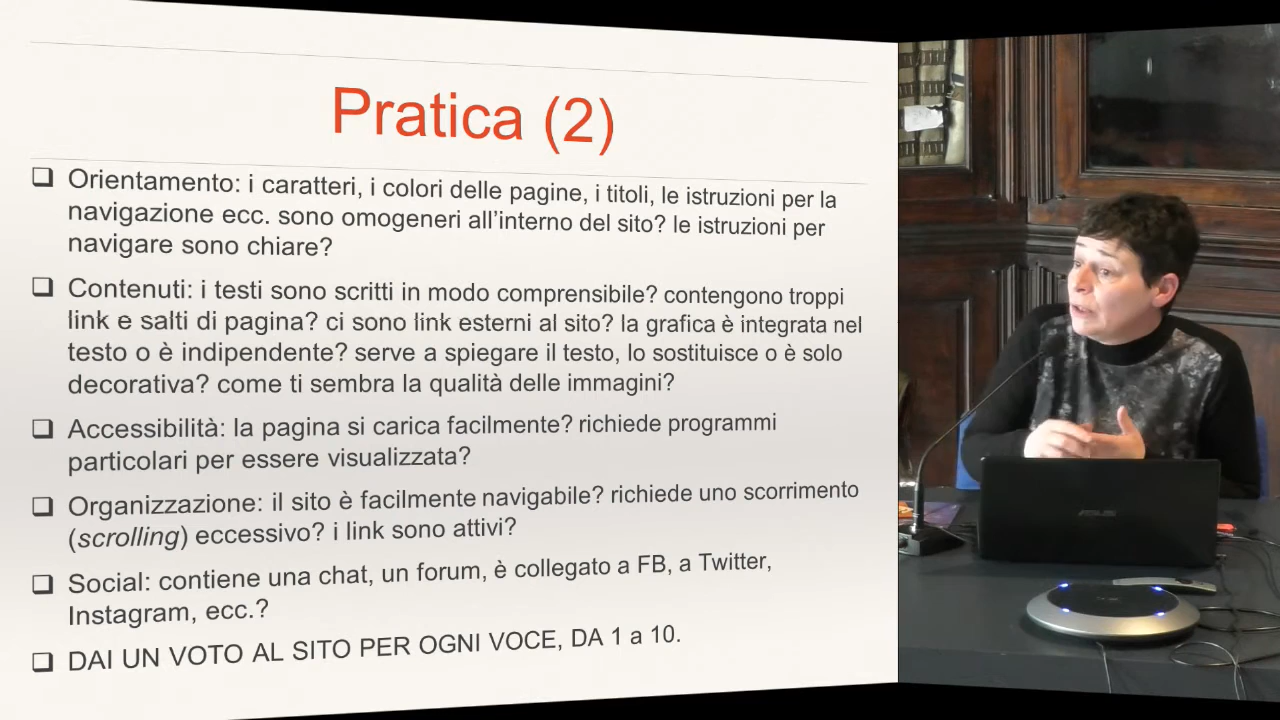 Pratica (2)
❑ Orientamento: i caratteri, i colori delle pagine, i titoli, le istruzioni per la
navigazione ecc. sono omogeneri all’interno del sito? le istruzioni per
navigare sono chiare?
❑ Contenuti: i testi sono scritti in modo comprensibile? contengono troppi
link e salti di pagina? ci sono link esterni al sito? la grafica è integrata nel
testo o è indipendente? serve a spiegare il testo, lo sostituisce o è solo
decorativa? come ti sembra la qualità delle immagini?
❑ Accessibilità: la pagina si carica facilmente? richiede programmi
particolari per essere visualizzata?
❑ Organizzazione: il sito è facilmente navigabile? richiede uno scorrimento
(scrolling) eccessivo? i link sono attivi?
❑ Social: contiene una chat, un forum, è collegato a FB, a Twitter,
Instagram, ecc.?
❑ DAI UN VOTO AL SITO PER OGNI VOCE, DA 1 a 10.
ASUS